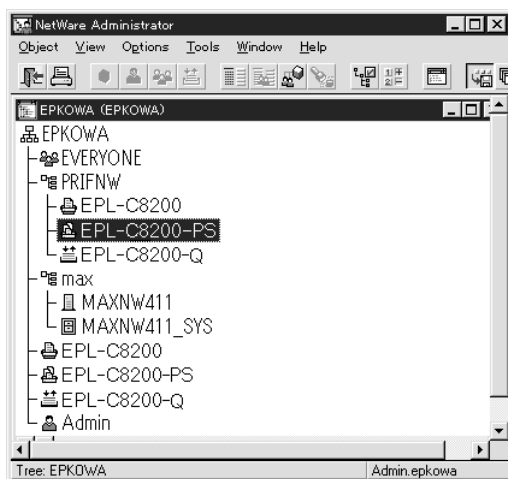 NetWare Administrator
Object View Options Tools Window Help
EPKOWA (EPKOWA)
EPKOWA
EVERYONE
PRIFNW
EPL-C8200
EPL-C8200-PS
EPL-C8200-Q
max
MAXNW411
MAXNW411_SYS
EPL-C8200
EPL-C8200-PS
EPL-C8200-Q
Admin
Tree: EPKOWA Admin.epkowa